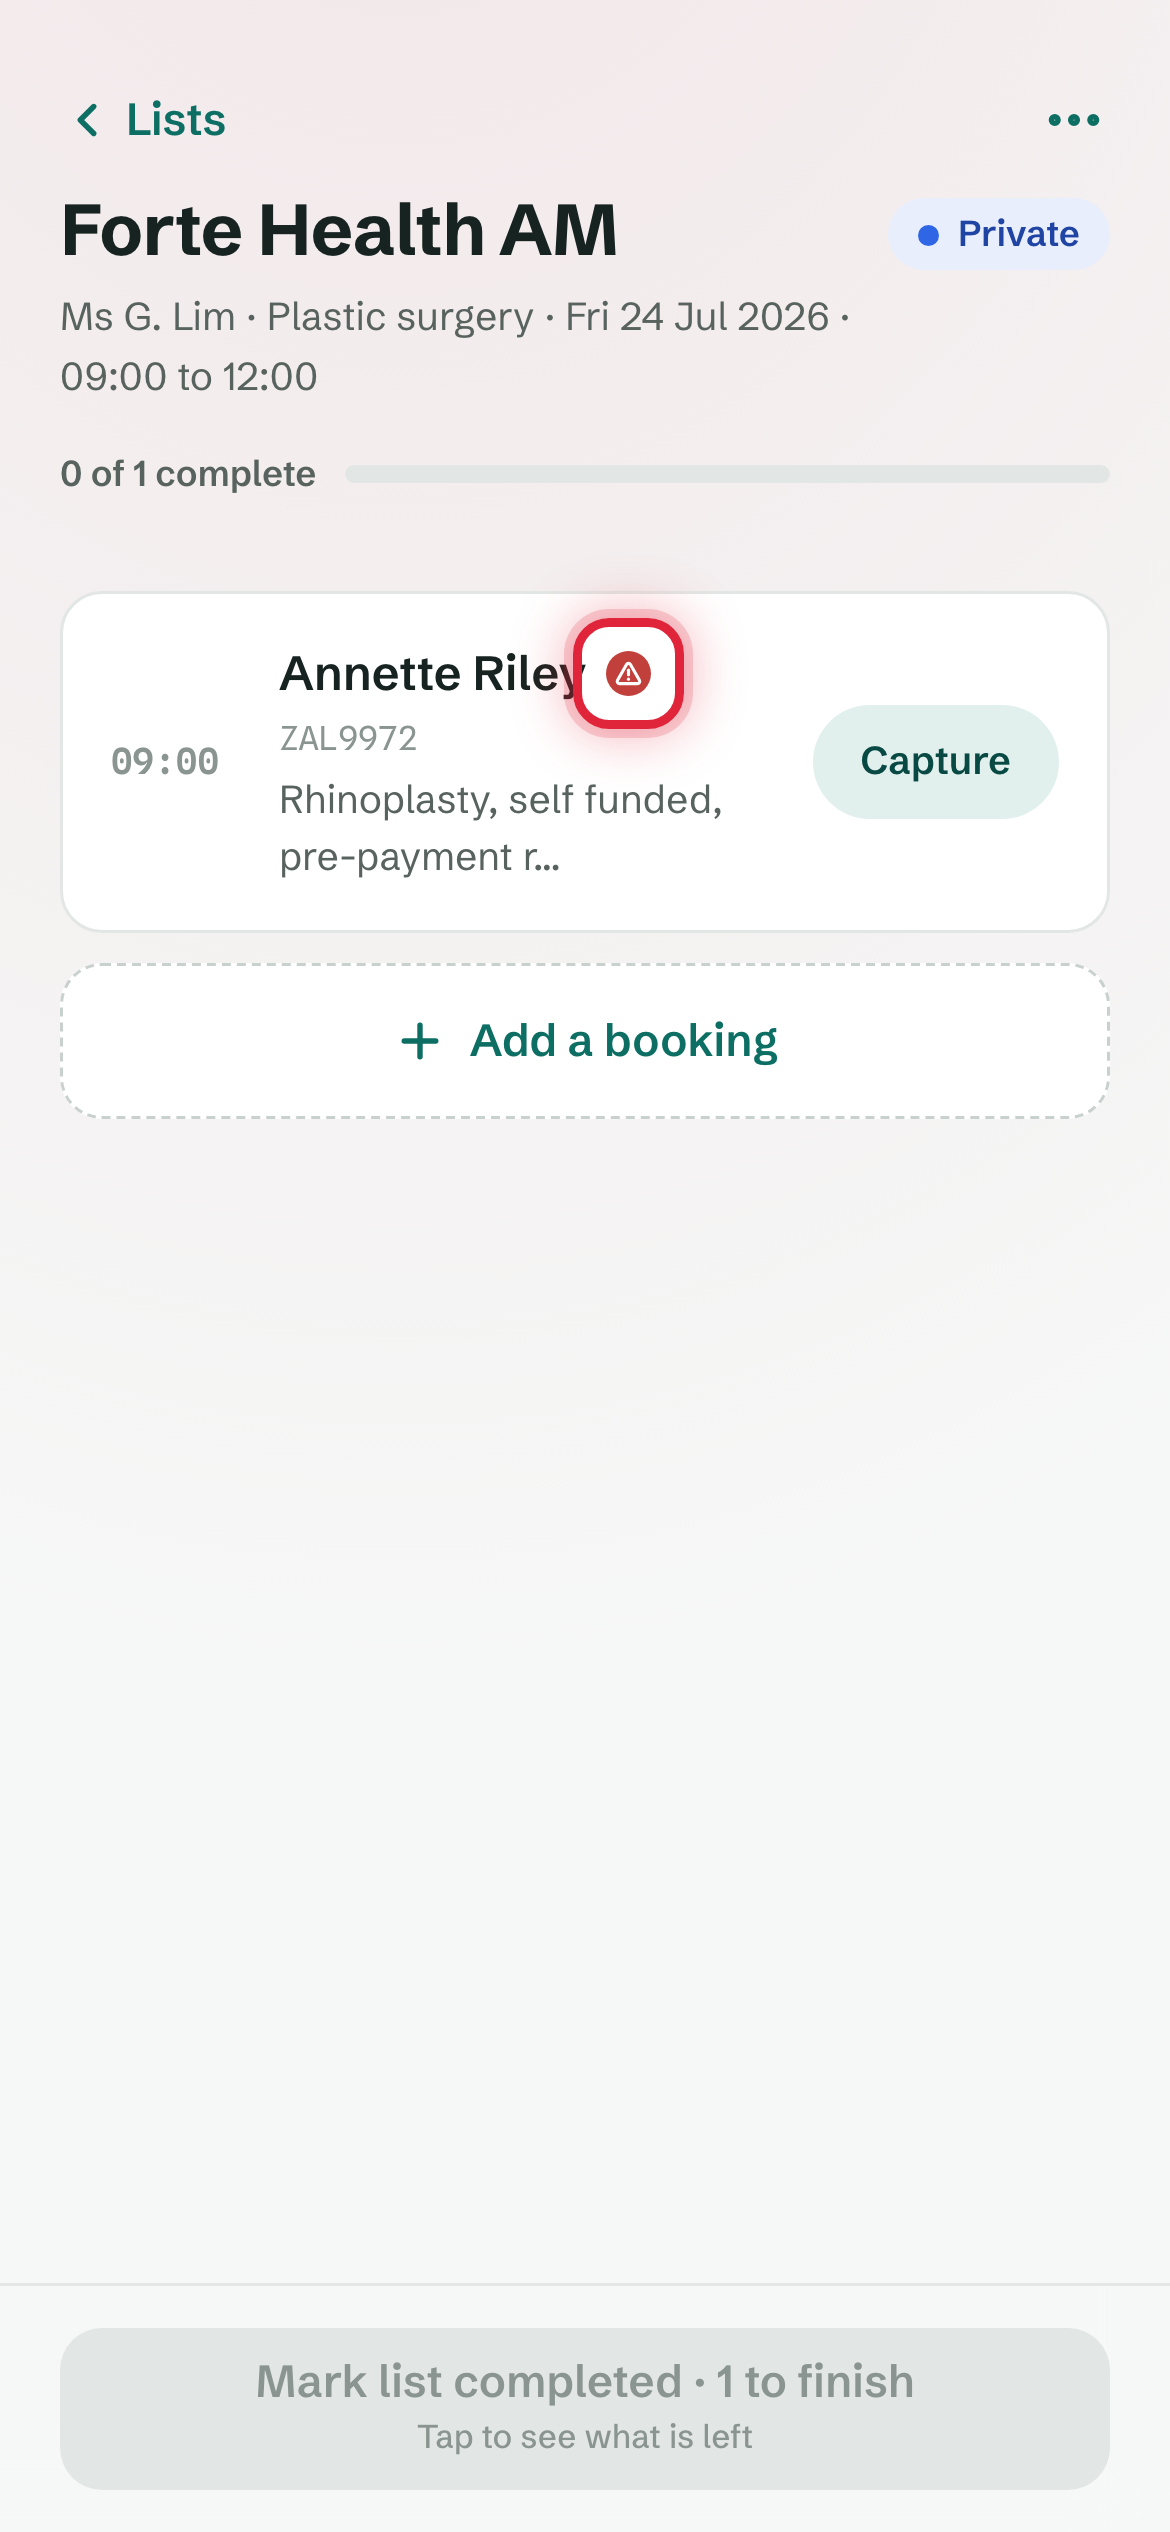 Lists
Forte Health AM
Private
Ms G. Lim · Plastic surgery · Fri 24 Jul 2026 ·
09:00 to 12:00
0 of 1 complete
Annette Riley
ZAL9972
09:00
Rhinoplasty, self funded,
pre-payment r...
Capture
+ Add a booking
Mark list completed · 1 to finish
Tap to see what is left